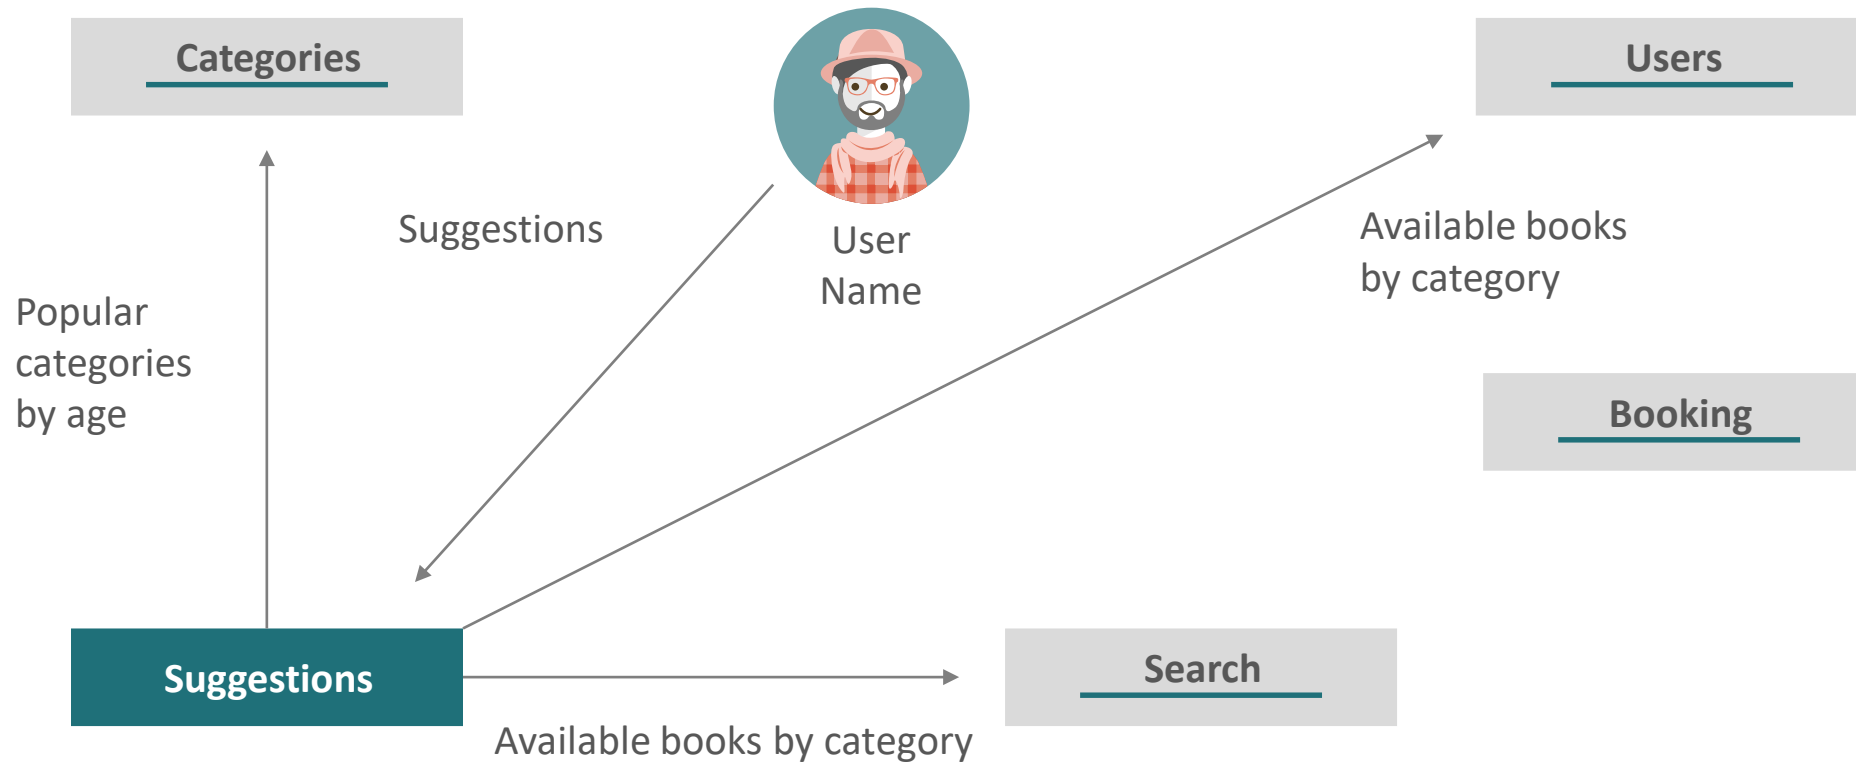 Categories
Users
Suggestions
User
Name
Available books
by category
Popular
categories
by age
Booking
Suggestions
Search
Available books by category